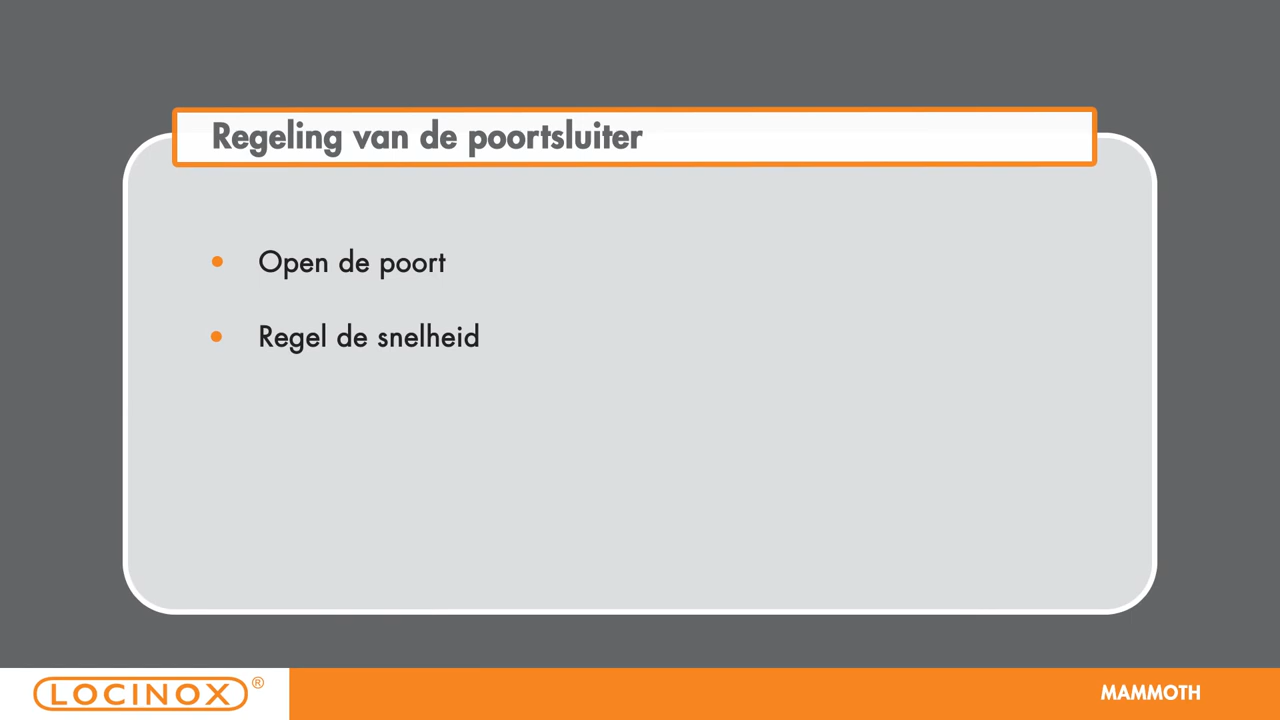 Regeling van de poortsluiter
• Open de poort
• Regel de snelheid
LOCINOX®
MAMMOTH